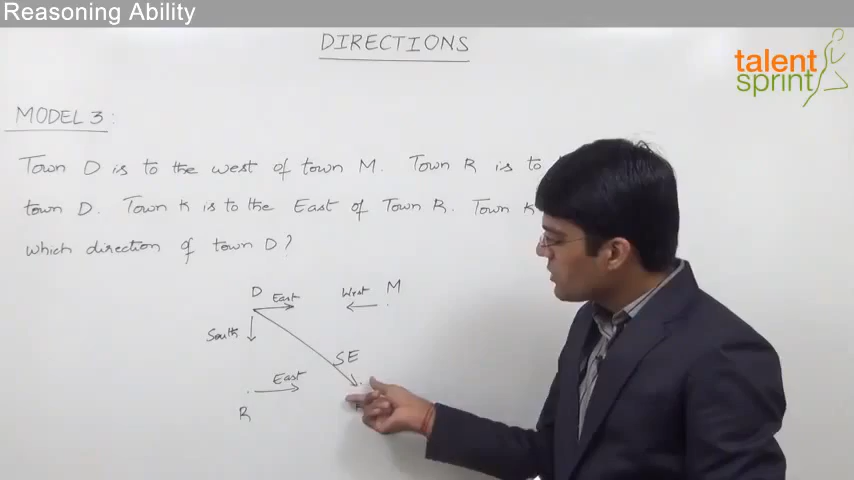 Reasoning Ability
DIRECTIONS
talent
sprint
MODEL 3:
Town D is to the west of town M. Town R is to
town D. Town K is to the East of Town R. Town K
which direction of town D?
D East West M
South
SE
East
R